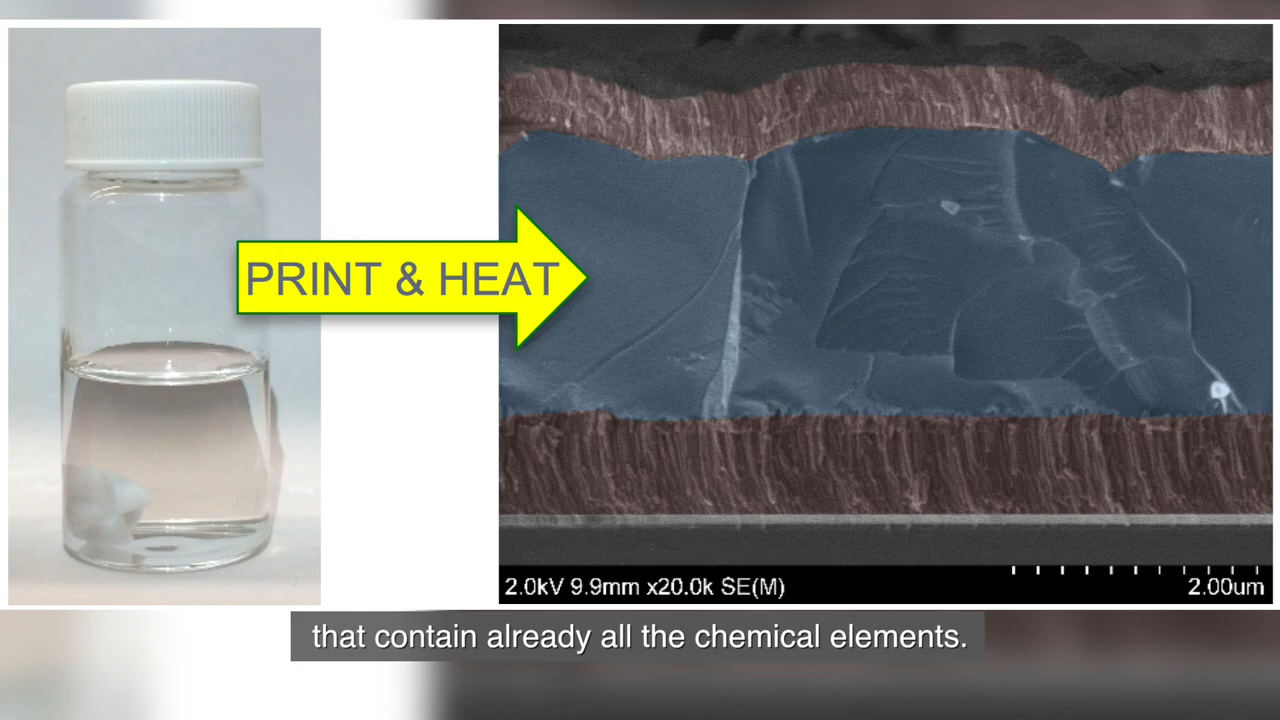 PRINT & HEAT
2.0kV 9.9mm x20.0k SE(M)
2.00um
that contain already all the chemical elements.